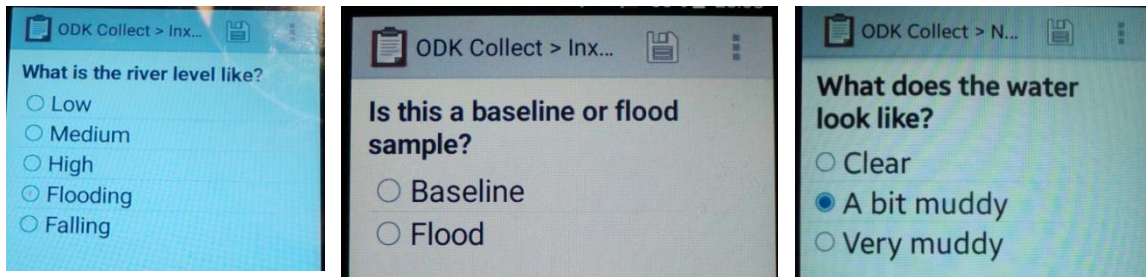 ODK Collect > Inx...
What is the river level like?
Low
Medium
High
Flooding
Falling
ODK Collect > Inx...
Is this a baseline or flood
sample?
Baseline
Flood
ODK Collect > N...
What does the water
look like?
Clear
A bit muddy
Very muddy